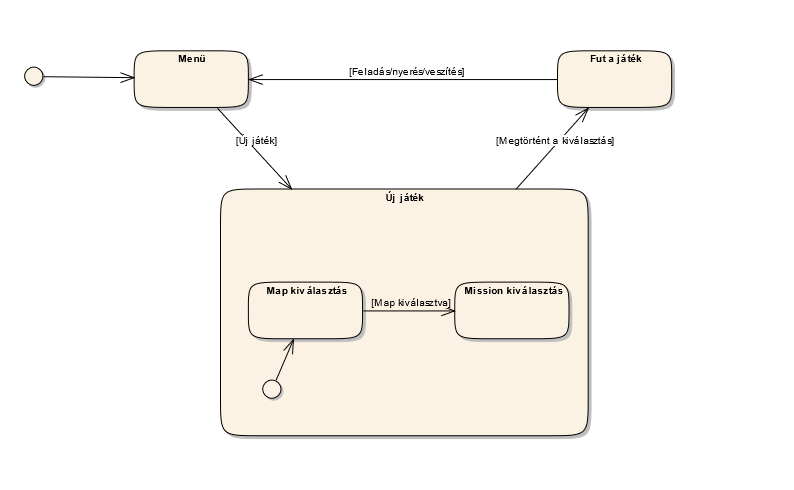 Menü
Fut a játék
[Feladás/nyerés/veszítés]
[Új játék]
[Megtörtént a kiválasztás]
Új játék
Map kiválasztás
Mission kiválasztás
[Map kiválasztva]